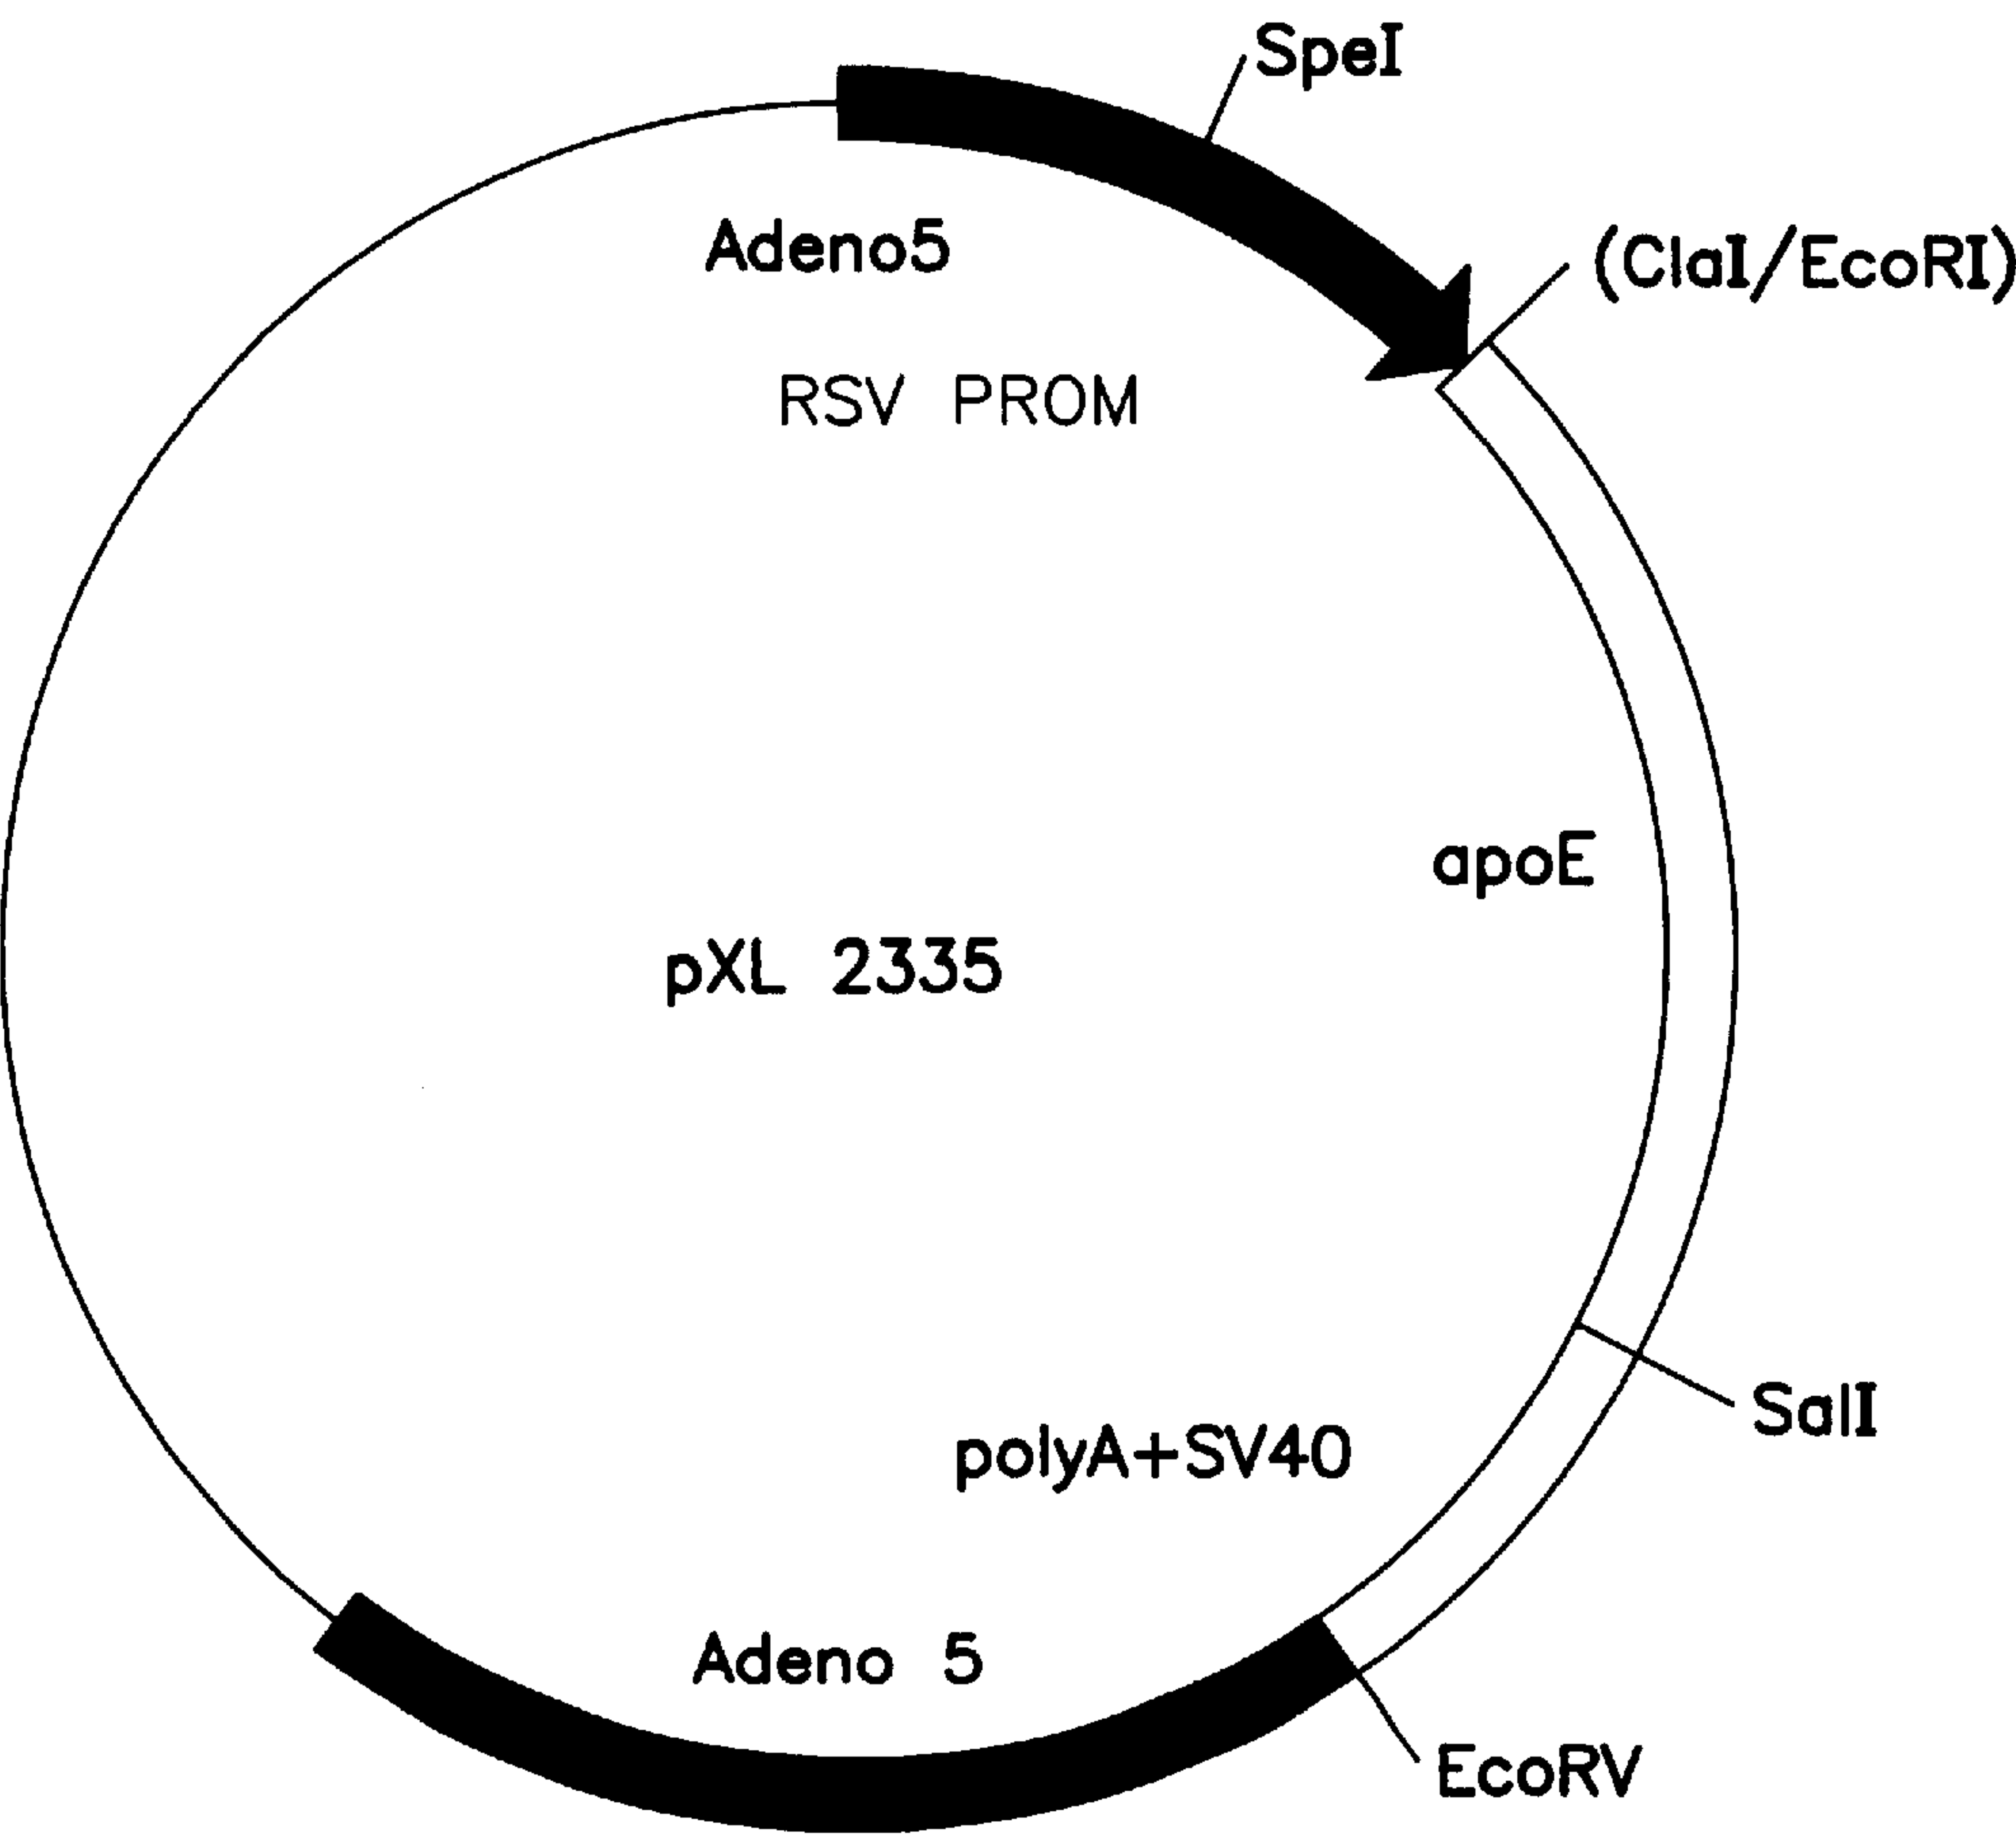 SpeI
Adeno5
(ClaI/EcoRI)
RSV PROM
apoE
pXL 2335
SalI
polyA+SV40
Adeno 5
EcoRV